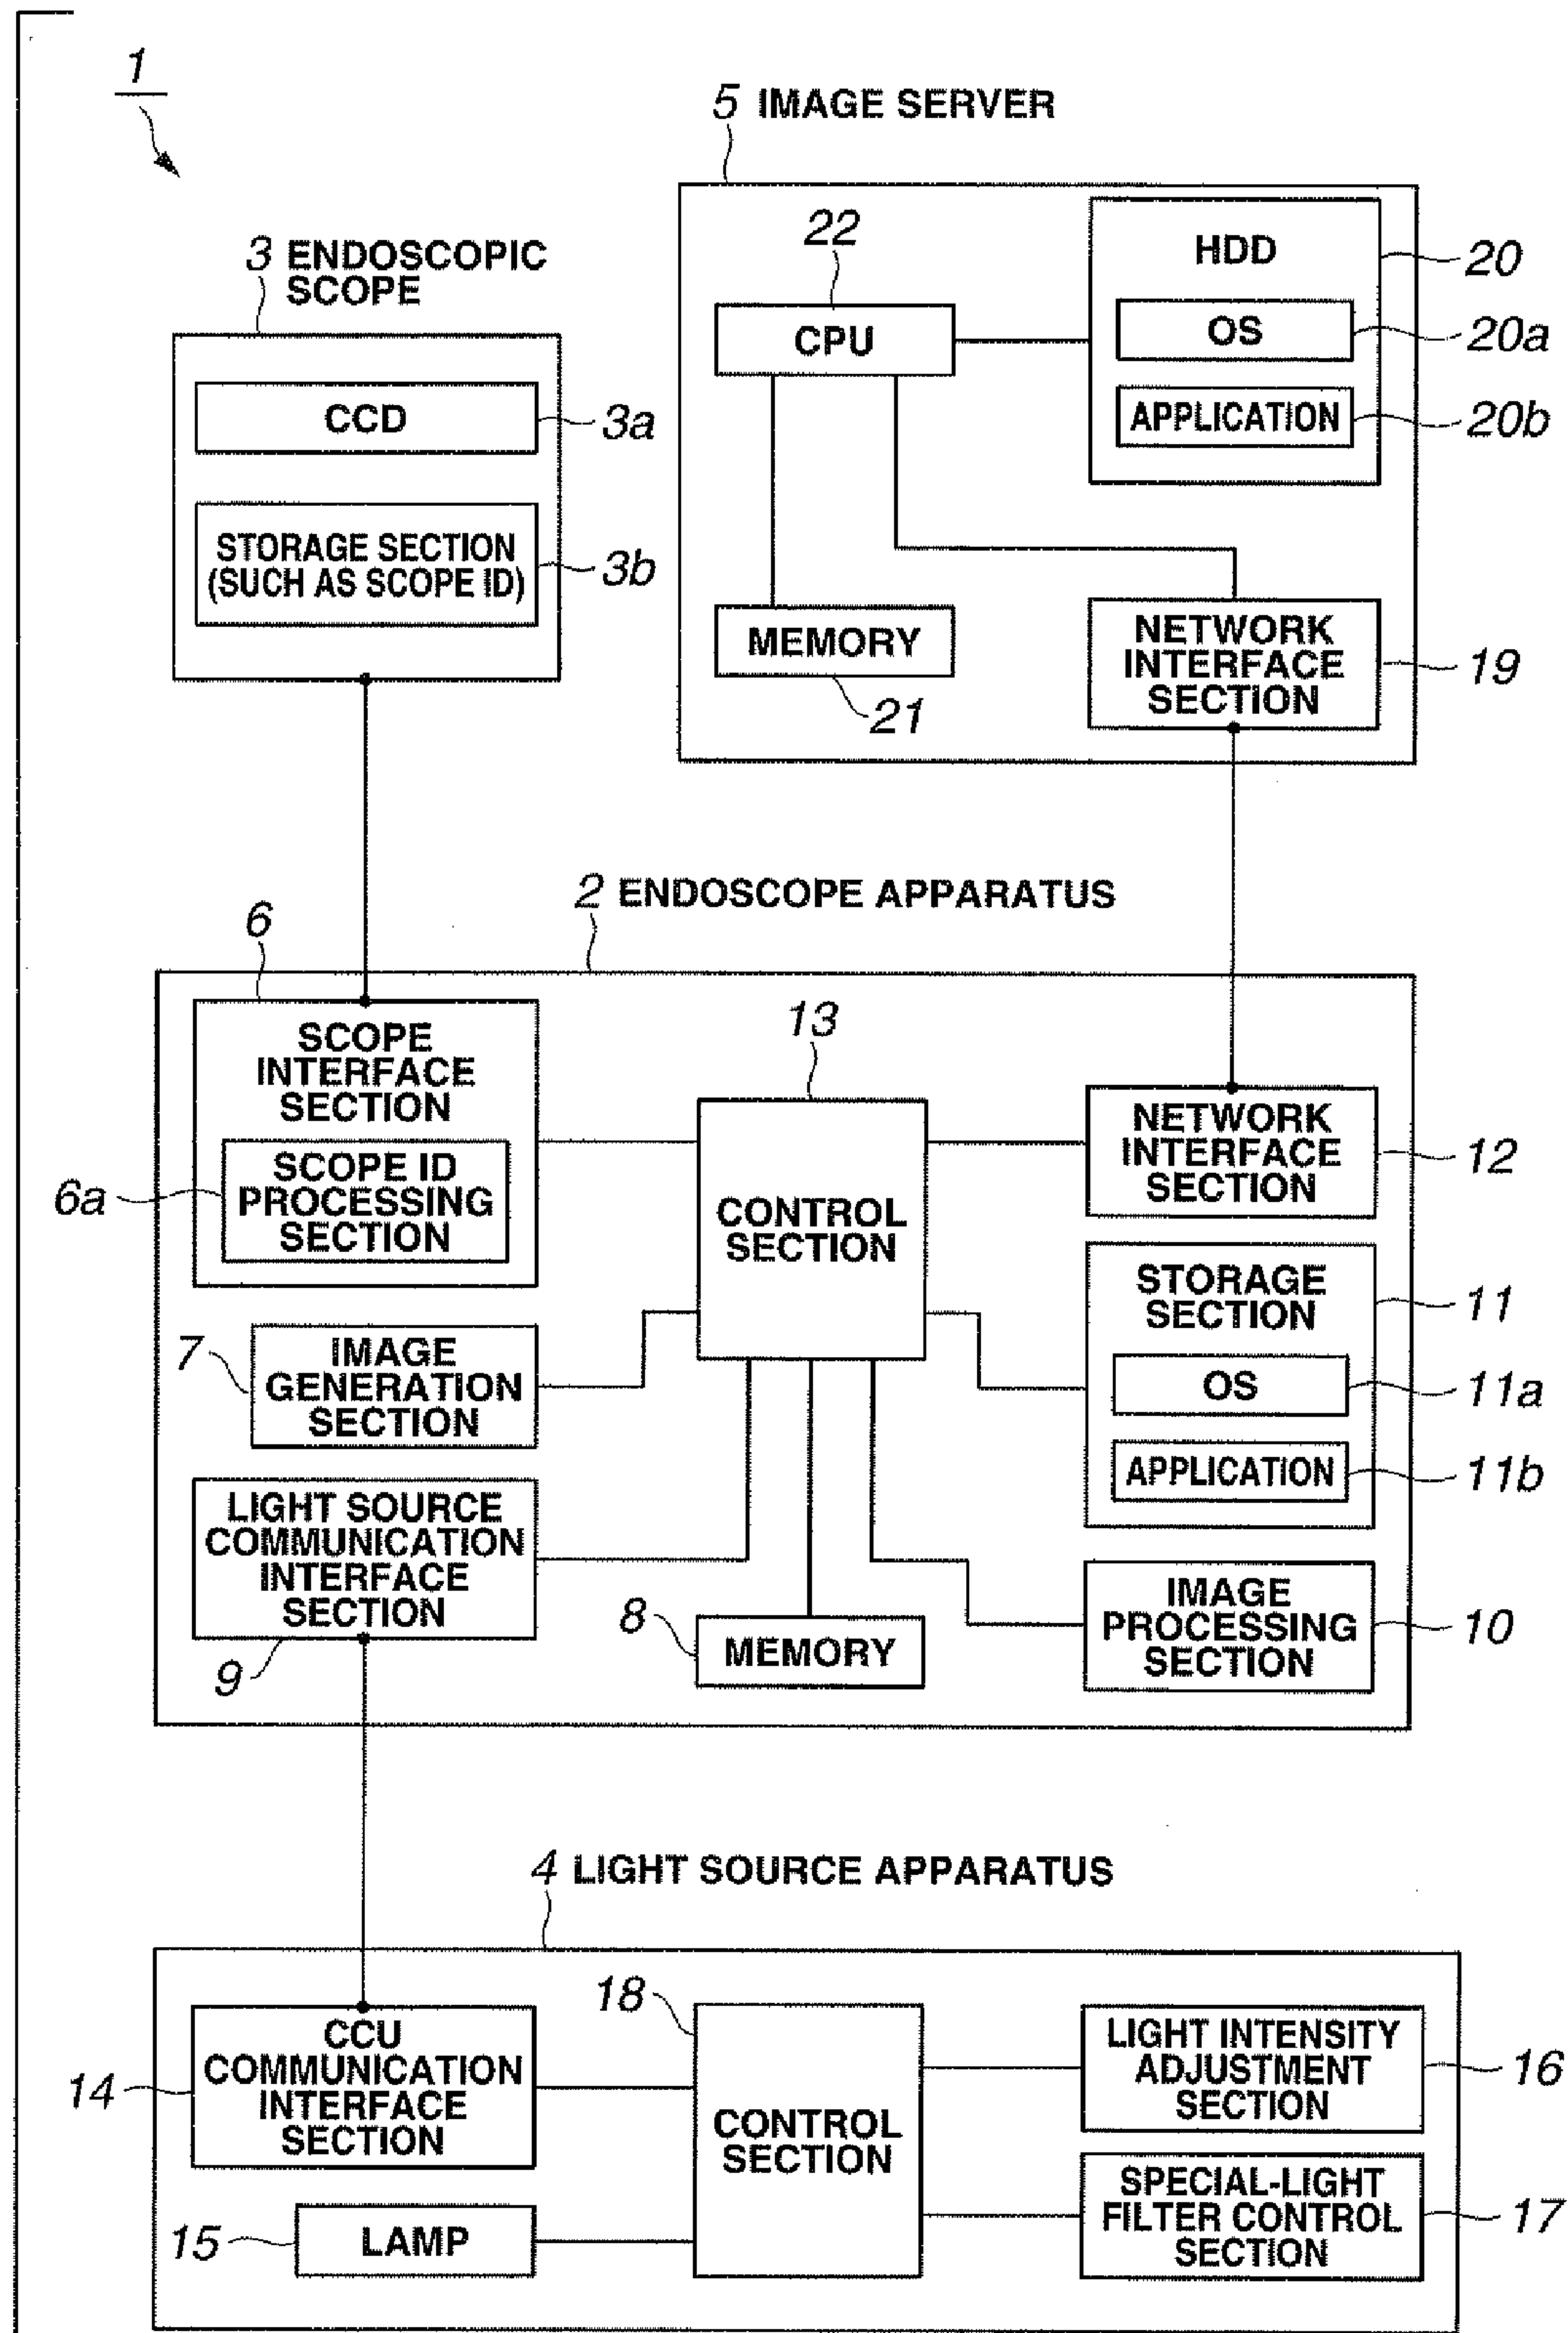 1
5 IMAGE SERVER
22
HDD
20
CPU
OS
20a
APPLICATION
20b
MEMORY
21
NETWORK
INTERFACE
SECTION
19
3 ENDOSCOPIC
SCOPE
CCD
3a
STORAGE SECTION
(SUCH AS SCOPE ID)
3b
2 ENDOSCOPE APPARATUS
6
SCOPE
INTERFACE
SECTION
6a
SCOPE ID
PROCESSING
SECTION
13
CONTROL
SECTION
NETWORK
INTERFACE
SECTION
12
STORAGE
SECTION
11
OS
11a
APPLICATION
11b
7
IMAGE
GENERATION
SECTION
LIGHT SOURCE
COMMUNICATION
INTERFACE
SECTION
9
8
MEMORY
IMAGE
PROCESSING
SECTION
10
4 LIGHT SOURCE APPARATUS
14
CCU
COMMUNICATION
INTERFACE
SECTION
18
CONTROL
SECTION
LIGHT INTENSITY
ADJUSTMENT
SECTION
16
15
LAMP
SPECIAL-LIGHT
FILTER CONTROL
SECTION
17